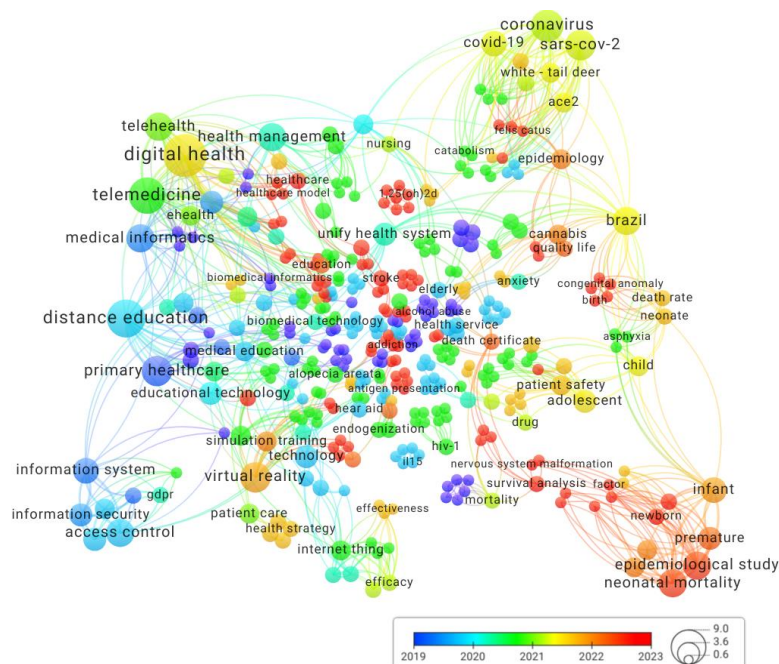 coronavirus
covid-19
sars-cov-2
white - tail deer
ace2
felis catus
telehealth
health management
nursing
digital health
catabolism
epidemiology
healthcare
healthcare model
telemedicine
1,25(oh)2d
ehealth
brazil
medical informatics
unify health system
cannabis
quality life
education
biomedical informatics
stroke
elderly
anxiety
congenital anomaly
birth
death rate
neonate
distance education
biomedical technology
alcohol abuse
health service
addiction
death certificate
asphyxia
medical education
primary healthcare
alopecia areata
child
educational technology
antigen presentation
patient safety
adolescent
hear aid
drug
simulation training
endogenization
hiv-1
technology
information system
virtual reality
il15
nervous system malformation
survival analysis
factor
infant
gdpr
mortality
information security
patient care
effectiveness
newborn
access control
health strategy
premature
internet thing
epidemiological study
efficacy
neonatal mortality
2019 2020 2021 2022 2023
9.0
3.6
0.6